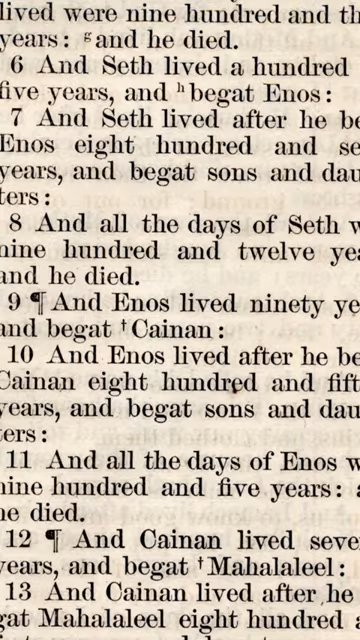 lived were nine hundred and th
years: ᵍ and he died.
6 And Seth lived a hundred
five years, and ʰ begat Enos:
7 And Seth lived after he be
Enos eight hundred and se
years, and begat sons and dau
ters:
8 And all the days of Seth w
nine hundred and twelve yea
and he died.
9 ¶ And Enos lived ninety ye
and begat † Cainan:
10 And Enos lived after he be
Cainan eight hundred and fift
years, and begat sons and dau
ters:
11 And all the days of Enos w
nine hundred and five years: a
he died.
12 ¶ And Cainan lived seve
years, and begat † Mahalaleel:
13 And Cainan lived after he
gat Mahalaleel eight hundred a